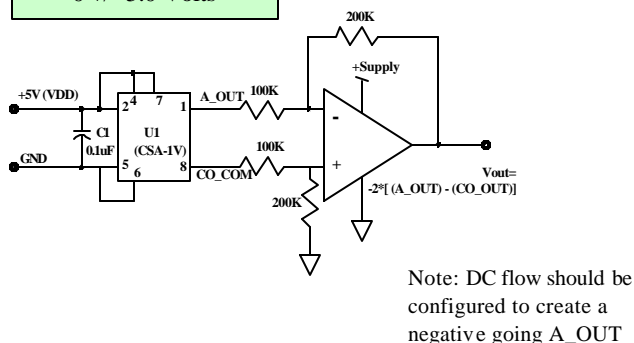 200K
+Supply
+5V (VDD)
2
4
7
1
A_OUT
100K
-
C1
0.1uF
U1
(CSA-1V)
100K
GND
5
6
8
CO_COM
+
200K
Vout=
-2*[ (A_OUT) - (CO_OUT)]
Note: DC flow should be
configured to create a
negative going A_OUT